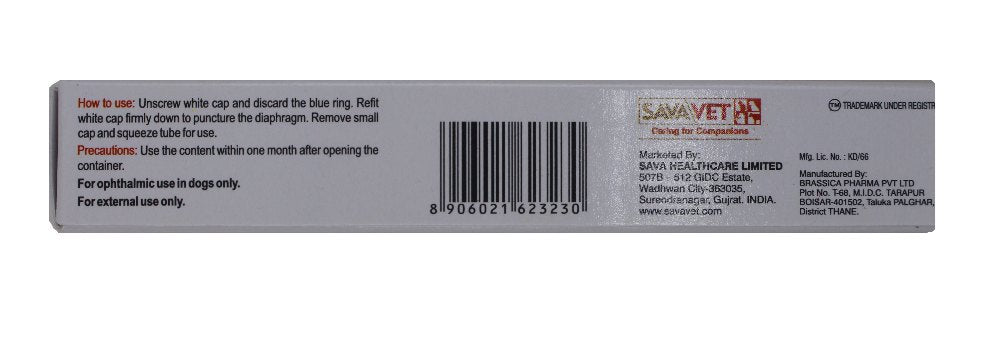 How to use: Unscrew white cap and discard the blue ring. Refit
white cap firmly down to puncture the diaphragm. Remove small
cap and squeeze tube for use.
Precautions: Use the content within one month after opening the
container.
For ophthalmic use in dogs only.
For external use only.
8 906021 623230
SAVAVET
Caring for Companions
Marketed By:
SAVA HEALTHCARE LIMITED
507B - 512 GIDC Estate,
Wadhwan City-363035,
Surendranagar, Gujrat. INDIA.
www.savavet.com
TM TRADEMARK UNDER REGISTR
Mfg. Lic. No. : KD/66
Manufactured By:
BRASSICA PHARMA PVT LTD
Plot No. T-68, M.I.D.C. TARAPUR
BOISAR-401502, Taluka PALGHAR,
District THANE.